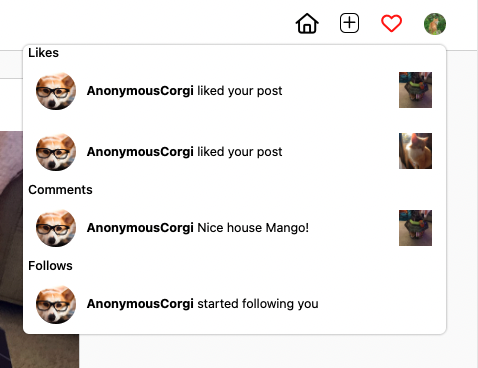 Likes
AnonymousCorgi liked your post
AnonymousCorgi liked your post
Comments
AnonymousCorgi Nice house Mango!
Follows
AnonymousCorgi started following you